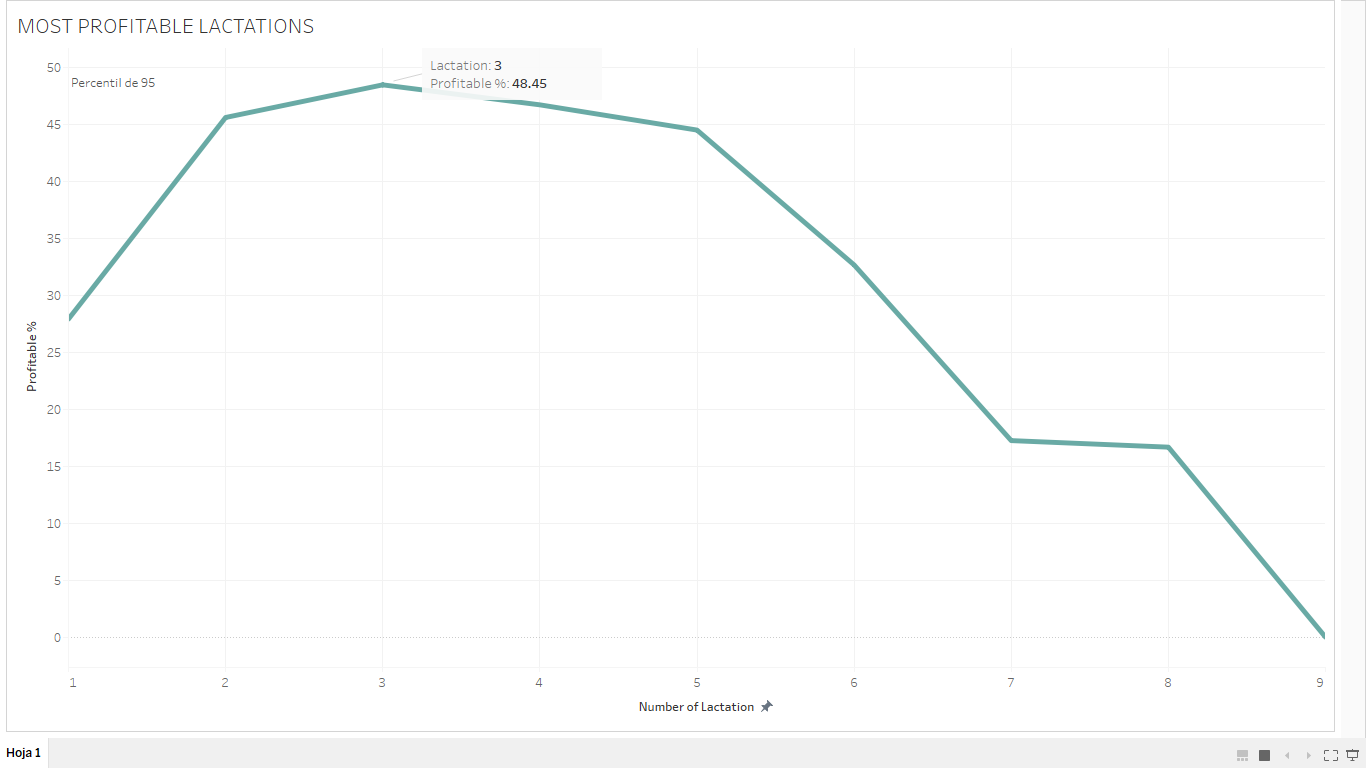 MOST PROFITABLE LACTATIONS
Lactation: 3
Profitable %: 48.45
Percentil de 95
50
45
40
35
30
25
20
15
10
5
0
Profitable %
1 2 3 4 5 6 7 8 9
Number of Lactation
Hoja 1